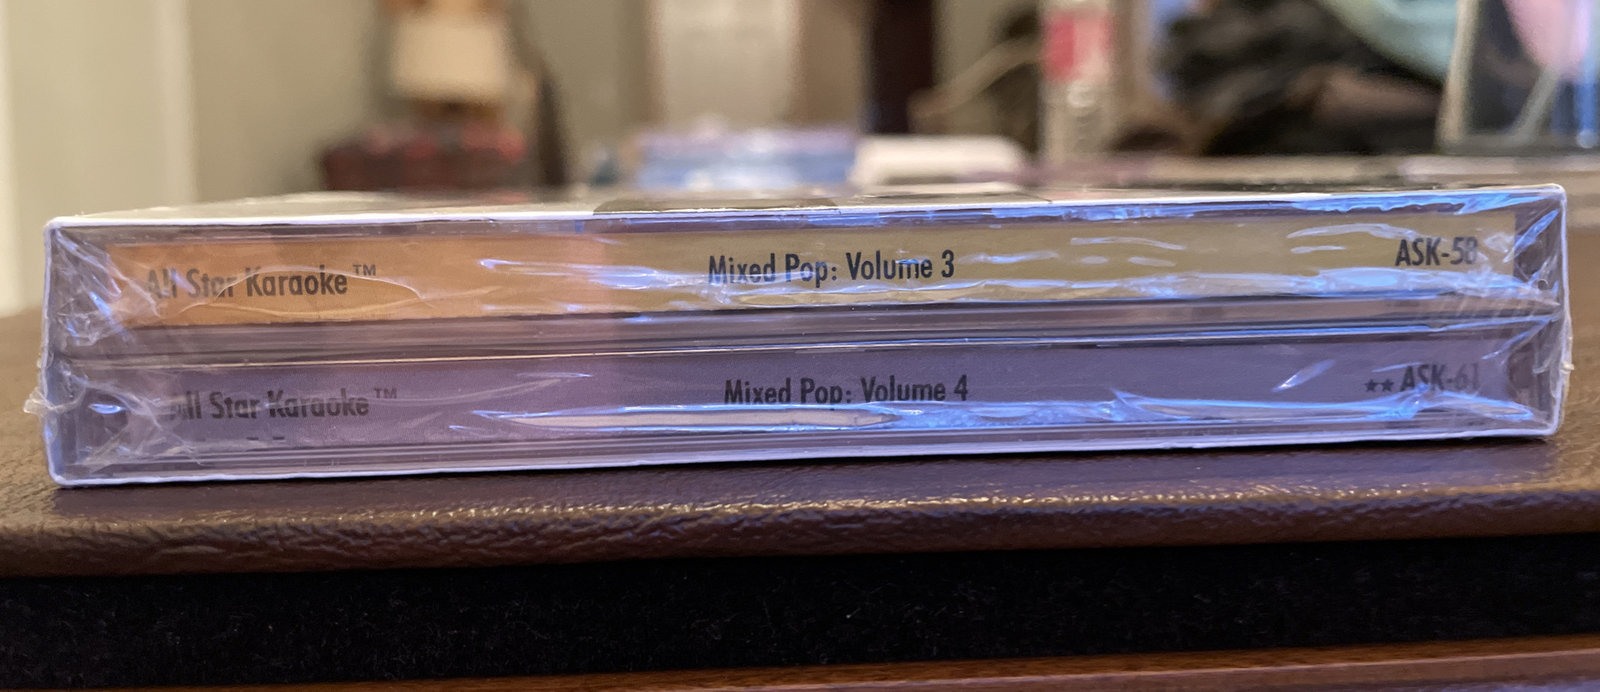 All Star Karaoke™ Mixed Pop: Volume 3 ASK-58
All Star Karaoke™ Mixed Pop: Volume 4 ★★ASK-61